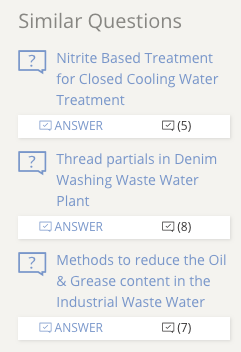 Similar Questions
? Nitrite Based Treatment
for Closed Cooling Water
Treatment
ANSWER (5)
? Thread partials in Denim
Washing Waste Water
Plant
ANSWER (8)
? Methods to reduce the Oil
& Grease content in the
Industrial Waste Water
ANSWER (7)